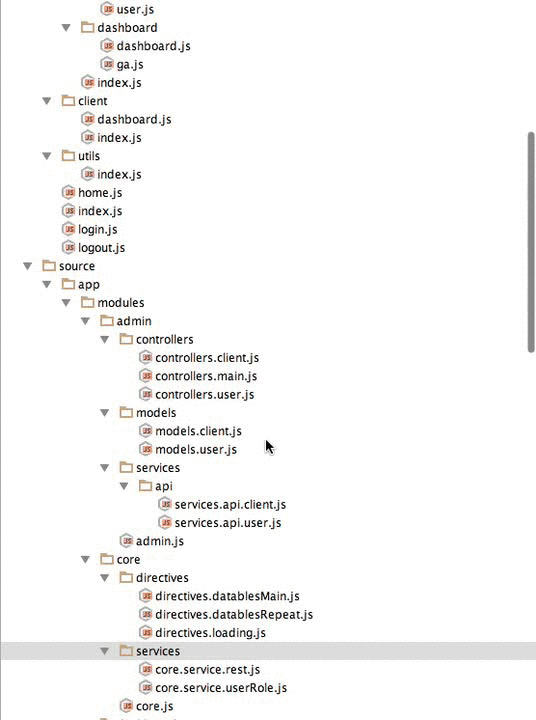 user.js
dashboard
dashboard.js
ga.js
index.js
client
dashboard.js
index.js
utils
index.js
home.js
index.js
login.js
logout.js
source
app
modules
admin
controllers
controllers.client.js
controllers.main.js
controllers.user.js
models
models.client.js
models.user.js
services
api
services.api.client.js
services.api.user.js
admin.js
core
directives
directives.datablesMain.js
directives.datablesRepeat.js
directives.loading.js
services
core.service.rest.js
core.service.userRole.js
core.js